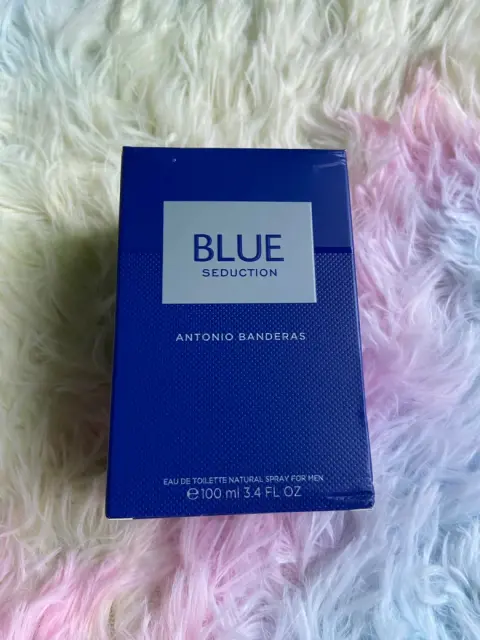 BLUE
SEDUCTION
ANTONIO BANDERAS
EAU DE TOILETTE NATURAL SPRAY FOR MEN
℮100 ml 3.4 FL OZ